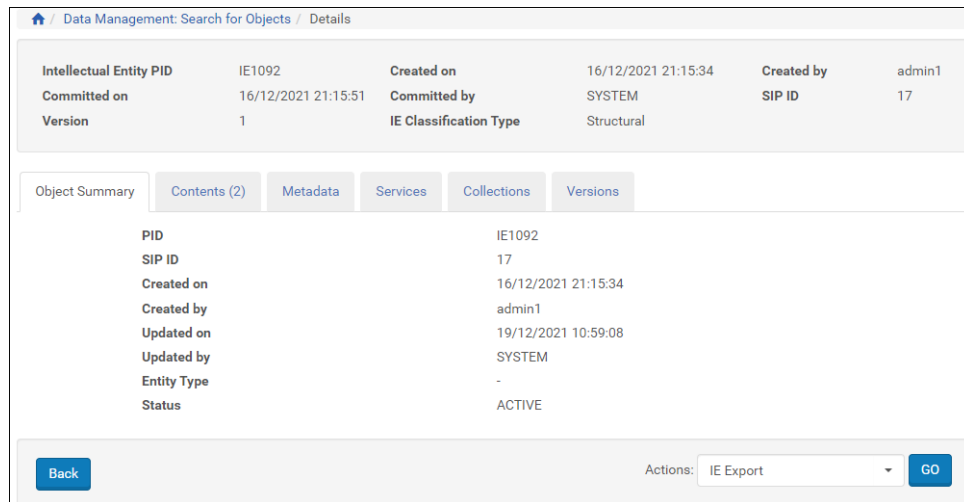 / Data Management: Search for Objects / Details
Intellectual Entity PID IE1092 Created on 16/12/2021 21:15:34 Created by admin1
Committed on 16/12/2021 21:15:51 Committed by SYSTEM SIP ID 17
Version 1 IE Classification Type Structural
Object Summary Contents (2) Metadata Services Collections Versions
PID IE1092
SIP ID 17
Created on 16/12/2021 21:15:34
Created by admin1
Updated on 19/12/2021 10:59:08
Updated by SYSTEM
Entity Type -
Status ACTIVE
Back Actions: IE Export GO